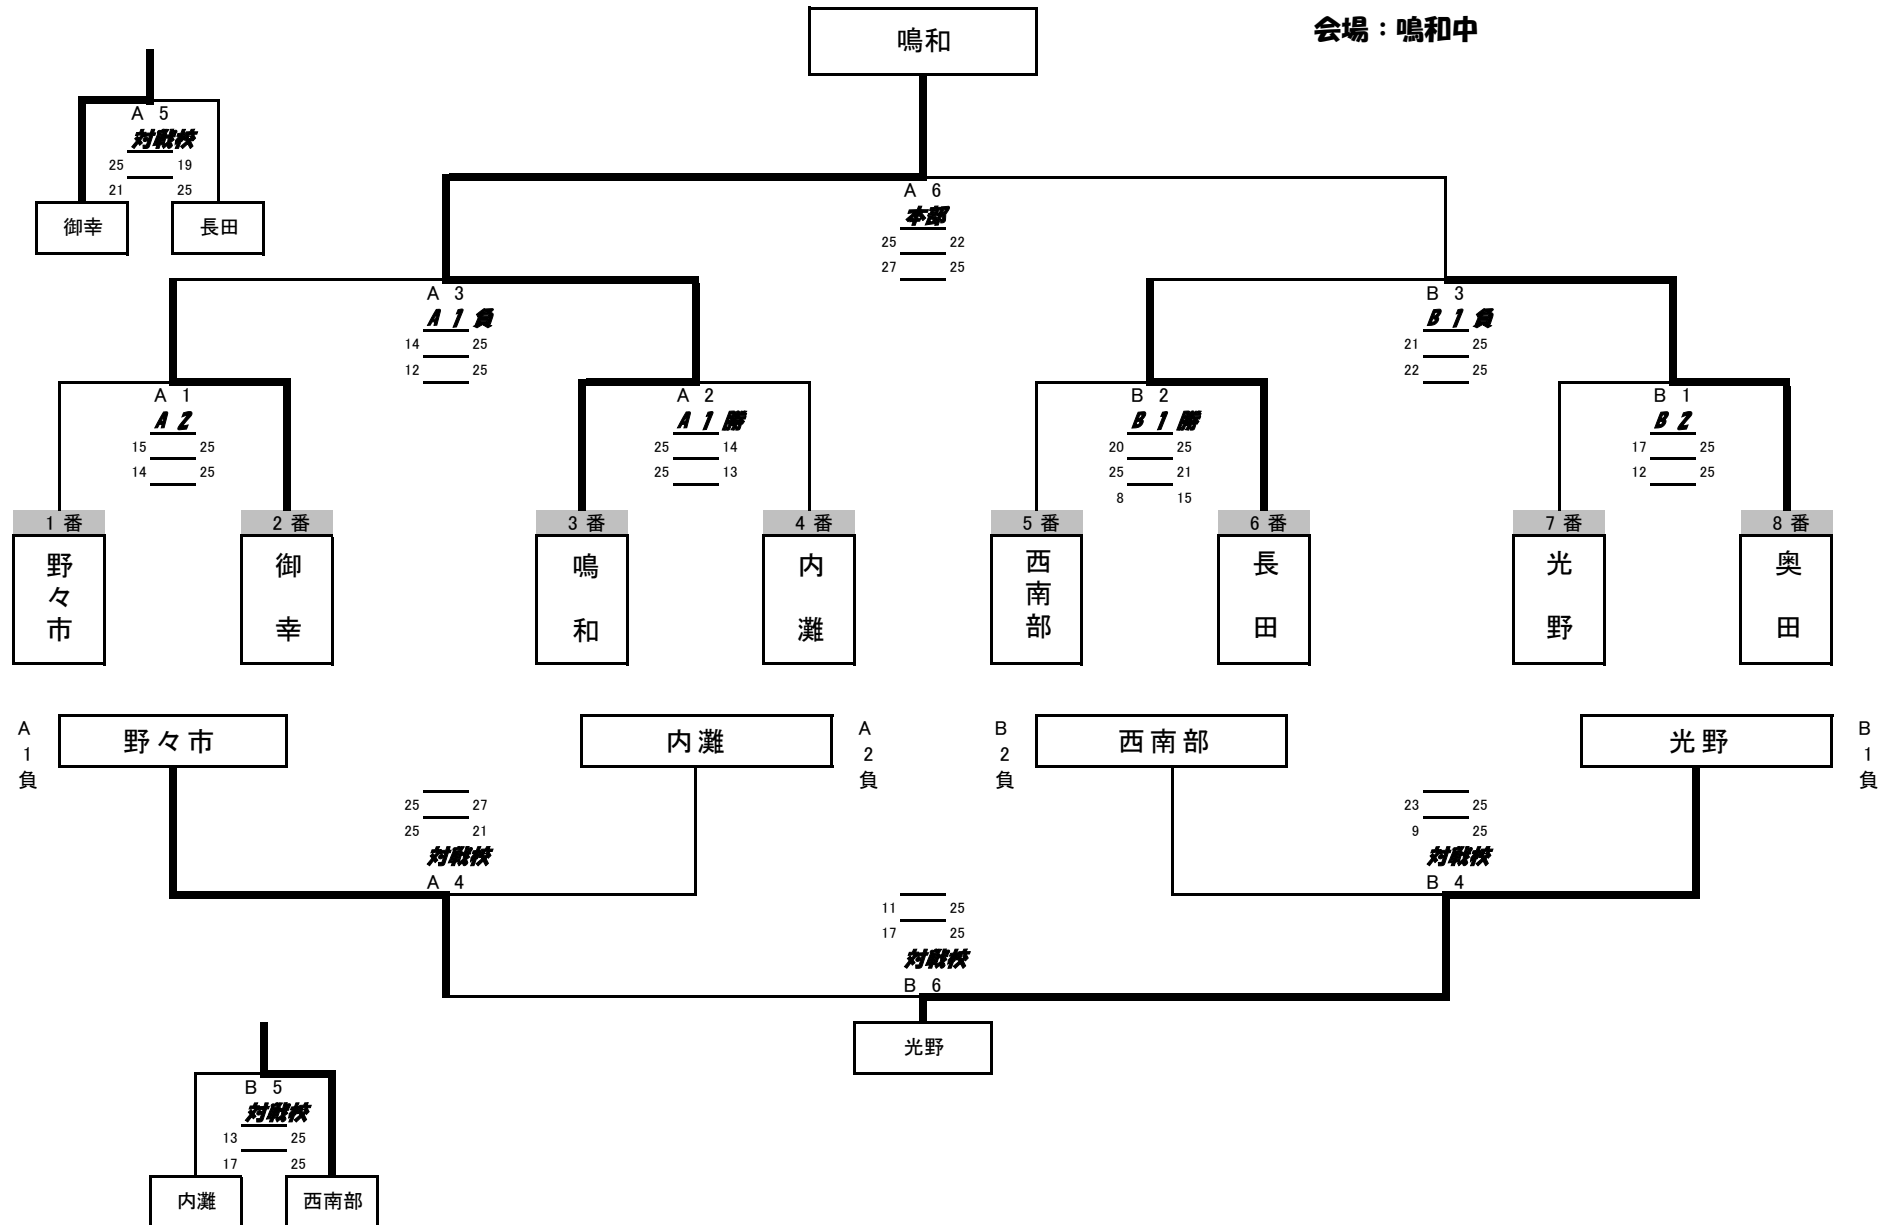 鳴和
会場：鳴和中
A 5
対戦校
25 19
21 25
御幸 長田
A 6
本部
25 22
27 25
A 3
A 1 負
14 25
12 25
B 3
B 1 負
21 25
22 25
A 1
A 2
15 25
14 25
A 2
A 1 勝
25 14
25 13
B 2
B 1 勝
20 25
25 21
8 15
B 1
B 2
17 25
12 25
1 番 2 番 3 番 4 番 5 番 6 番 7 番 8 番
野々市
御幸
鳴和
内灘
西南部
長田
光野
奥田
A1負
野々市
内灘
A2負
B2負
西南部
光野
B1負
25 27
25 21
対戦校
A 4
23 25
9 25
対戦校
B 4
11 25
17 25
対戦校
B 6
光野
B 5
対戦校
13 25
17 25
内灘 西南部